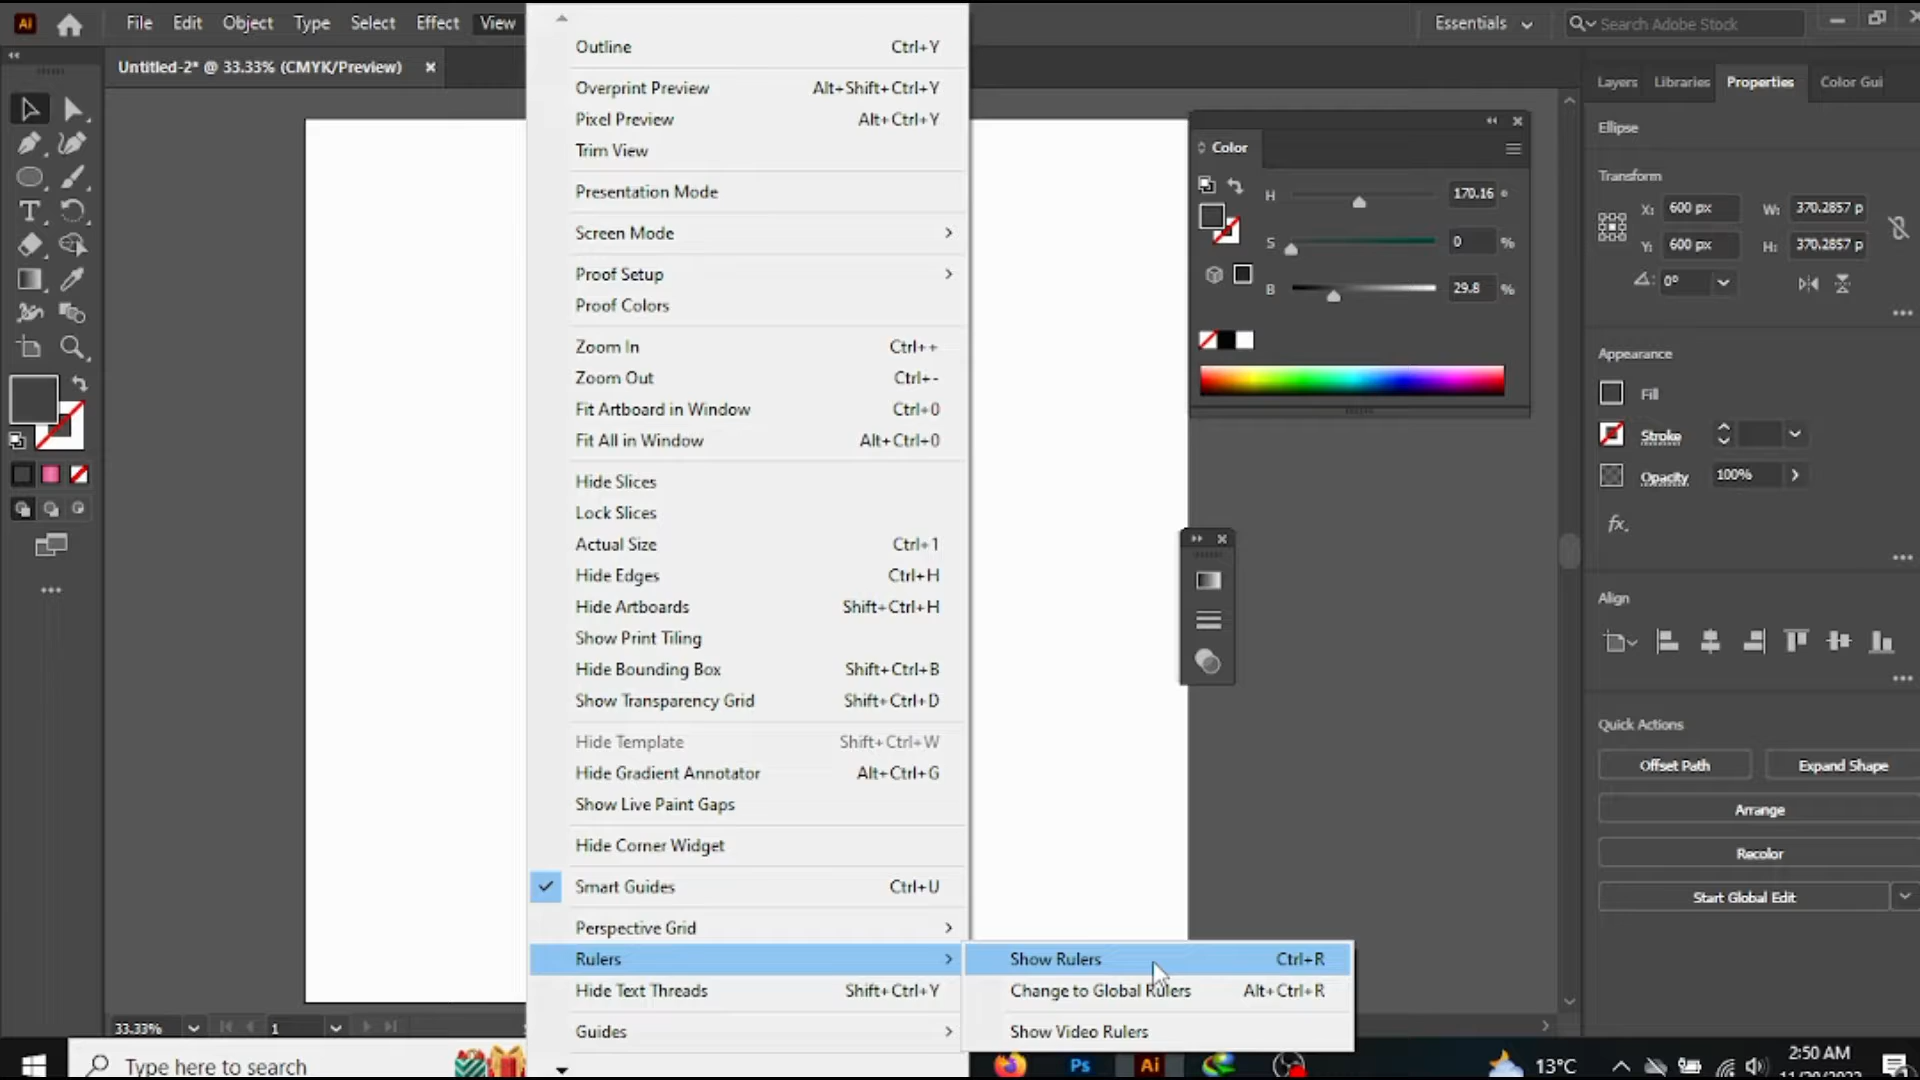 Ai File Edit Object Type Select Effect View Essentials Search Adobe Stock
Untitled-2* @ 33.33% (CMYK/Preview)
Outline Ctrl+Y
Overprint Preview Alt+Shift+Ctrl+Y
Pixel Preview Alt+Ctrl+Y
Trim View
Presentation Mode
Screen Mode
Proof Setup
Proof Colors
Zoom In Ctrl++
Zoom Out Ctrl+-
Fit Artboard in Window Ctrl+0
Fit All in Window Alt+Ctrl+0
Hide Slices
Lock Slices
Actual Size Ctrl+1
Hide Edges Ctrl+H
Hide Artboards Shift+Ctrl+H
Show Print Tiling
Hide Bounding Box Shift+Ctrl+B
Show Transparency Grid Shift+Ctrl+D
Hide Template Shift+Ctrl+W
Hide Gradient Annotator Alt+Ctrl+G
Show Live Paint Gaps
Hide Corner Widget
Smart Guides Ctrl+U
Perspective Grid
Rulers
Hide Text Threads Shift+Ctrl+Y
Guides
Show Rulers Ctrl+R
Change to Global Rulers Alt+Ctrl+R
Show Video Rulers
Color
H 170.16 °
S 0 %
B 29.8 %
Layers Libraries Properties Color Gui
Ellipse
Transform
X: 600 px W: 370.2857 p
Y: 600 px H: 370.2857 p
0°
Appearance
Fill
Stroke
Opacity 100%
fx.
Align
Quick Actions
Offset Path Expand Shape
Arrange
Recolor
Start Global Edit
33.33% 1
Type here to search Ps Ai 13°C 2:50 AM